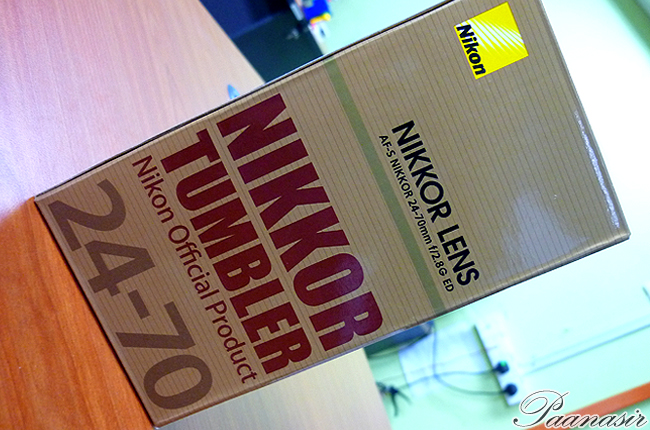 Nikon
NIKKOR LENS
AF-S NIKKOR 24-70mm f/2.8G ED
NIKKOR
TUMBLER
Nikon Official Product
24-70
Paanasir